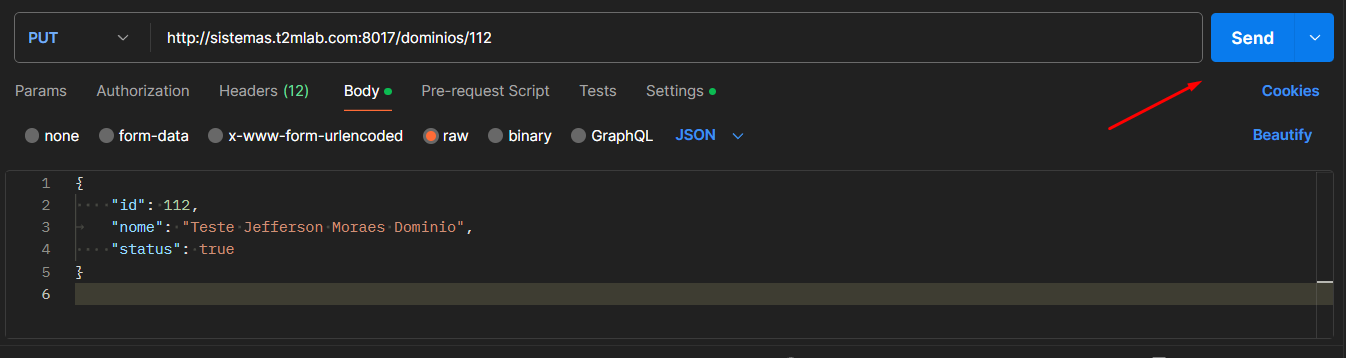 PUT http://sistemas.t2mlab.com:8017/dominios/112 Send
Params Authorization Headers (12) Body Pre-request Script Tests Settings Cookies
none form-data x-www-form-urlencoded raw binary GraphQL JSON Beautify
1 {
2 "id": 112,
3 "nome": "Teste Jefferson Moraes Dominio",
4 "status": true
5 }
6